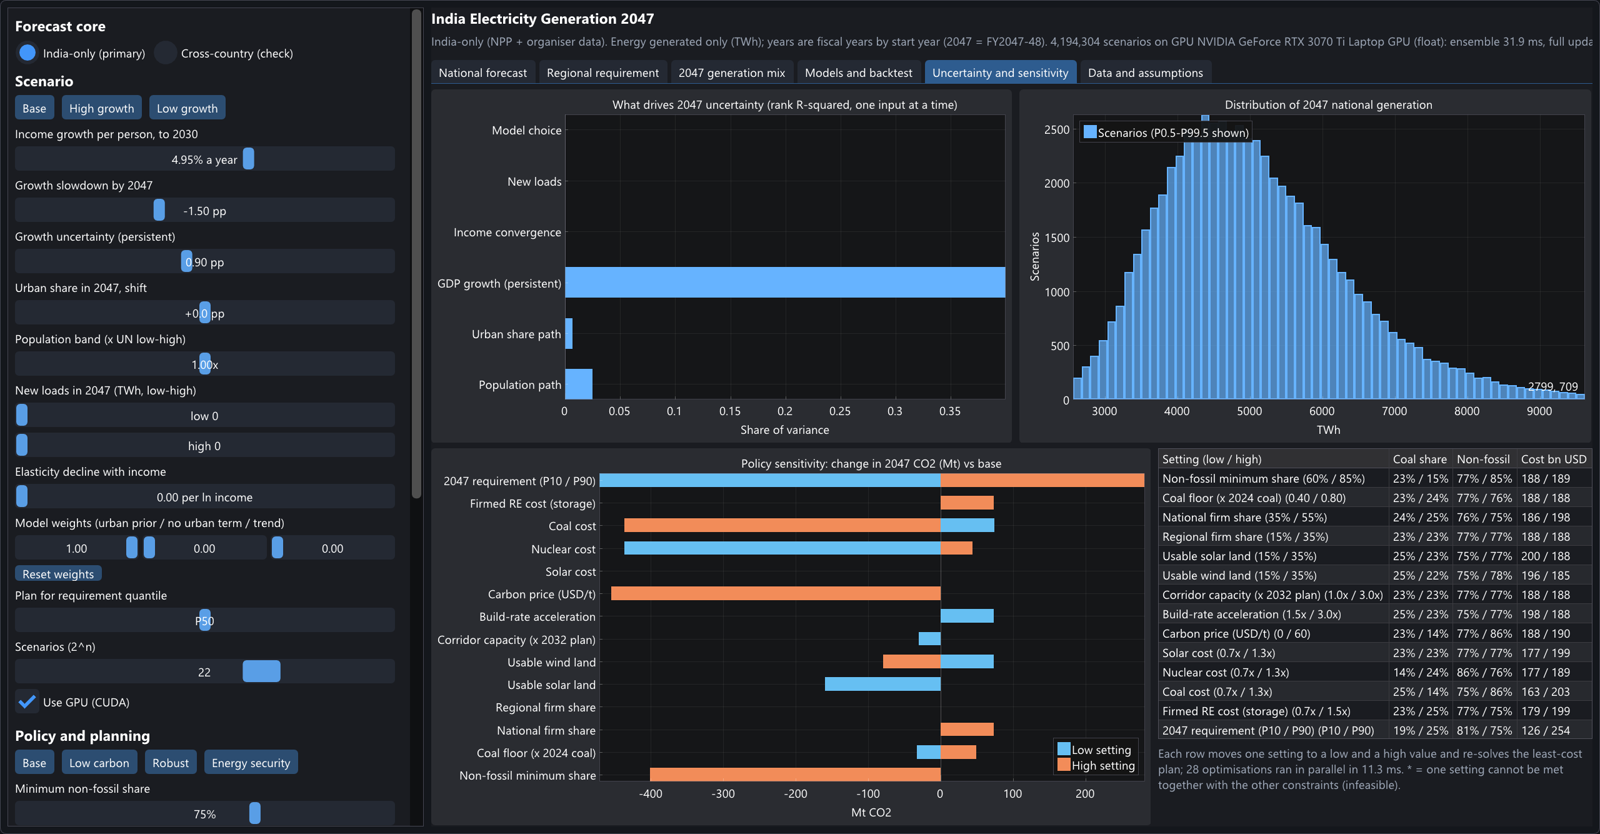 Forecast core
India-only (primary)
Cross-country (check)
Scenario
Base
High growth
Low growth
Income growth per person, to 2030
4.95% a year
Growth slowdown by 2047
-1.50 pp
Growth uncertainty (persistent)
0.90 pp
Urban share in 2047, shift
+0.0 pp
Population band (x UN low-high)
1.00x
New loads in 2047 (TWh, low-high)
low 0
high 0
Elasticity decline with income
0.00 per ln income
Model weights (urban prior / no urban term / trend)
1.00
0.00
0.00
Reset weights
Plan for requirement quantile
P50
Scenarios (2^n)
22
Use GPU (CUDA)
Policy and planning
Base
Low carbon
Robust
Energy security
Minimum non-fossil share
75%
India Electricity Generation 2047
India-only (NPP + organiser data). Energy generated only (TWh); years are fiscal years by start year (2047 = FY2047-48). 4,194,304 scenarios on GPU NVIDIA GeForce RTX 3070 Ti Laptop GPU (float): ensemble 31.9 ms, full upda
National forecast
Regional requirement
2047 generation mix
Models and backtest
Uncertainty and sensitivity
Data and assumptions
What drives 2047 uncertainty (rank R-squared, one input at a time)
Model choice
New loads
Income convergence
GDP growth (persistent)
Urban share path
Population path
0
0.05
0.1
0.15
0.2
0.25
0.3
0.35
Share of variance
Distribution of 2047 national generation
Scenarios (P0.5-P99.5 shown)
2500
2000
1500
1000
500
0
Scenarios
2799, 709
3000
4000
5000
6000
7000
8000
9000
TWh
Policy sensitivity: change in 2047 CO2 (Mt) vs base
2047 requirement (P10 / P90)
Firmed RE cost (storage)
Coal cost
Nuclear cost
Solar cost
Carbon price (USD/t)
Build-rate acceleration
Corridor capacity (x 2032 plan)
Usable wind land
Usable solar land
Regional firm share
National firm share
Coal floor (x 2024 coal)
Non-fossil minimum share
Low setting
High setting
-400
-300
-200
-100
0
100
200
Mt CO2
Setting (low / high) Coal share Non-fossil Cost bn USD
Non-fossil minimum share (60% / 85%) 23% / 15% 77% / 85% 188 / 189
Coal floor (x 2024 coal) (0.40 / 0.80) 23% / 24% 77% / 76% 188 / 188
National firm share (35% / 55%) 24% / 25% 76% / 75% 186 / 198
Regional firm share (15% / 35%) 23% / 23% 77% / 77% 188 / 188
Usable solar land (15% / 35%) 25% / 23% 75% / 77% 200 / 188
Usable wind land (15% / 35%) 25% / 22% 75% / 78% 196 / 185
Corridor capacity (x 2032 plan) (1.0x / 3.0x) 23% / 23% 77% / 77% 188 / 188
Build-rate acceleration (1.5x / 3.0x) 25% / 23% 75% / 77% 198 / 188
Carbon price (USD/t) (0 / 60) 23% / 14% 77% / 86% 188 / 190
Solar cost (0.7x / 1.3x) 23% / 23% 77% / 77% 177 / 199
Nuclear cost (0.7x / 1.3x) 14% / 24% 86% / 76% 177 / 189
Coal cost (0.7x / 1.3x) 25% / 14% 75% / 86% 163 / 203
Firmed RE cost (storage) (0.7x / 1.5x) 23% / 25% 77% / 75% 179 / 199
2047 requirement (P10 / P90) (P10 / P90) 19% / 25% 81% / 75% 126 / 254
Each row moves one setting to a low and a high value and re-solves the least-cost
plan; 28 optimisations ran in parallel in 11.3 ms. * = one setting cannot be met
together with the other constraints (infeasible).